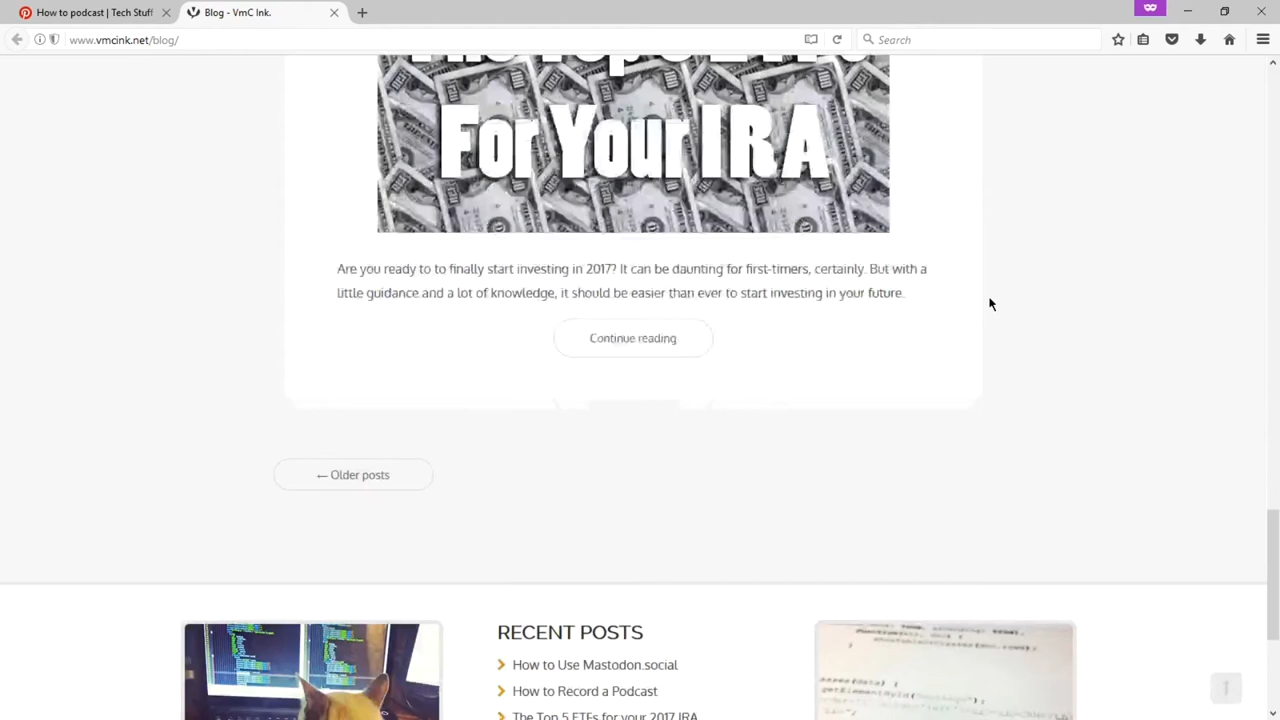 How to podcast | Tech Stuff
Blog - VmC Ink.
www.vmcink.net/blog/
Search
The Top 5 ETFs
For Your IRA
Are you ready to to finally start investing in 2017? It can be daunting for first-timers, certainly. But with a
little guidance and a lot of knowledge, it should be easier than ever to start investing in your future.
Continue reading
← Older posts
RECENT POSTS
How to Use Mastodon.social
How to Record a Podcast
The Top 5 ETFs for your 2017 IRA